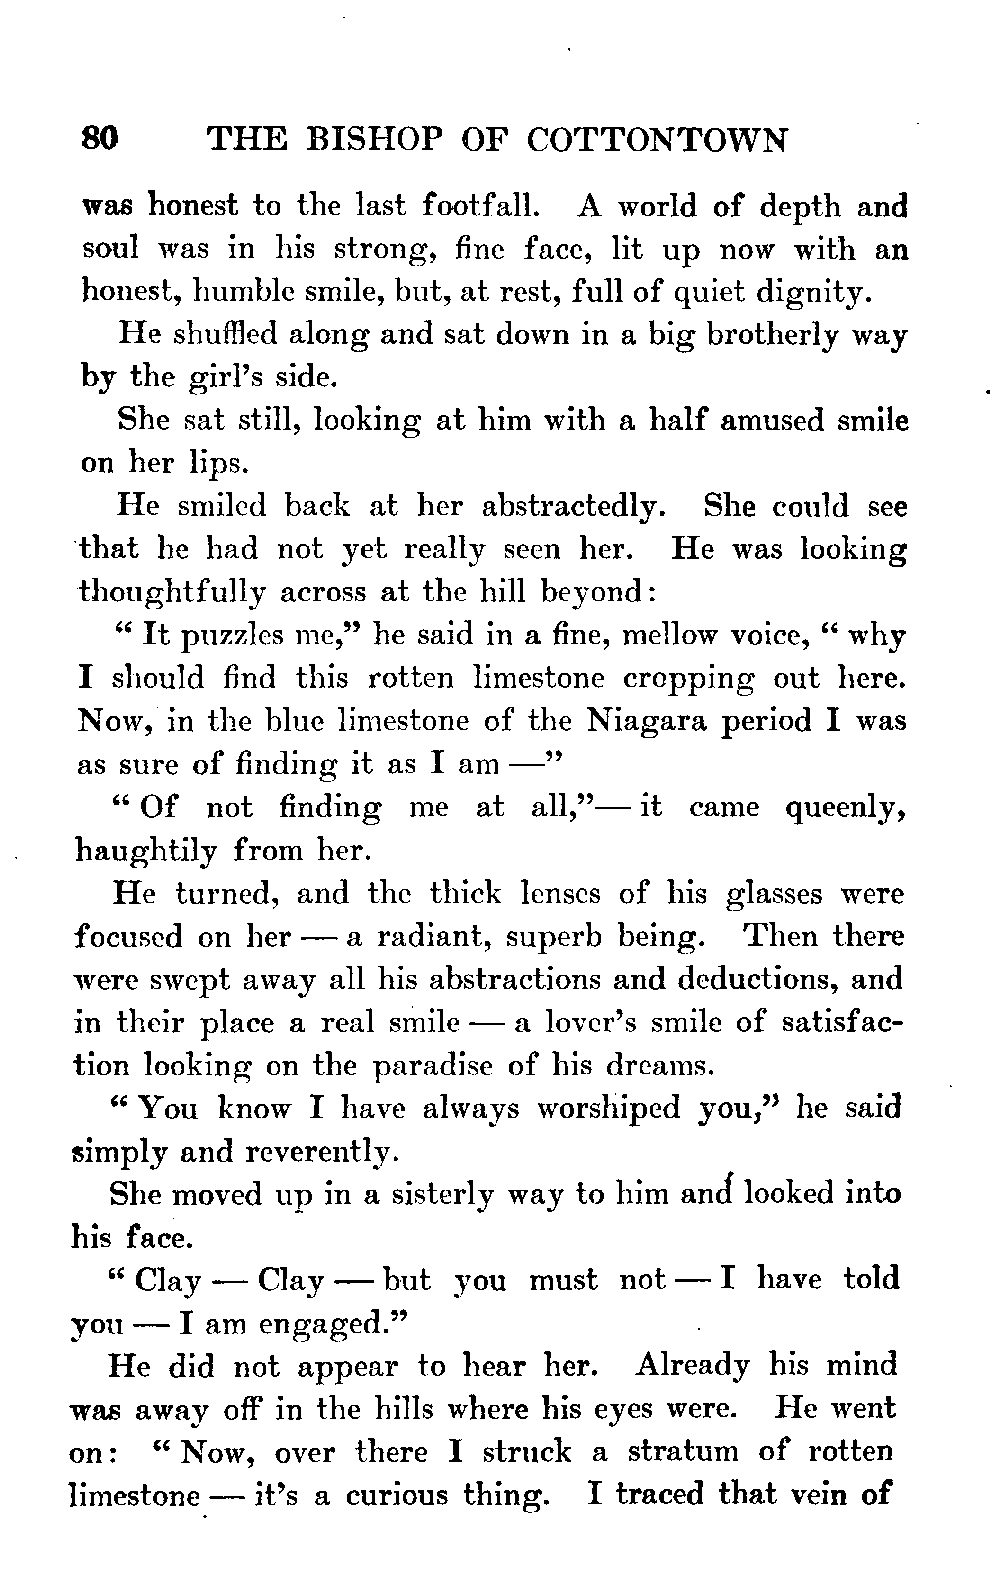 80 THE BISHOP OF COTTONTOWN
was honest to the last footfall. A world of depth and
soul was in his strong, fine face, lit up now with an
honest, humble smile, but, at rest, full of quiet dignity.
He shuffled along and sat down in a big brotherly way
by the girl's side.
She sat still, looking at him with a half amused smile
on her lips.
He smiled back at her abstractedly. She could see
that he had not yet really seen her. He was looking
thoughtfully across at the hill beyond:
" It puzzles me," he said in a fine, mellow voice, " why
I should find this rotten limestone cropping out here.
Now, in the blue limestone of the Niagara period I was
as sure of finding it as I am —"
" Of not finding me at all,"— it came queenly,
haughtily from her.
He turned, and the thick lenses of his glasses were
focused on her — a radiant, superb being. Then there
were swept away all his abstractions and deductions, and
in their place a real smile — a lover's smile of satisfac-
tion looking on the paradise of his dreams.
" You know I have always worshiped you," he said
simply and reverently.
She moved up in a sisterly way to him and looked into
his face.
" Clay — Clay — but you must not — I have told
you — I am engaged."
He did not appear to hear her. Already his mind
was away off in the hills where his eyes were. He went
on: " Now, over there I struck a stratum of rotten
limestone — it's a curious thing. I traced that vein of